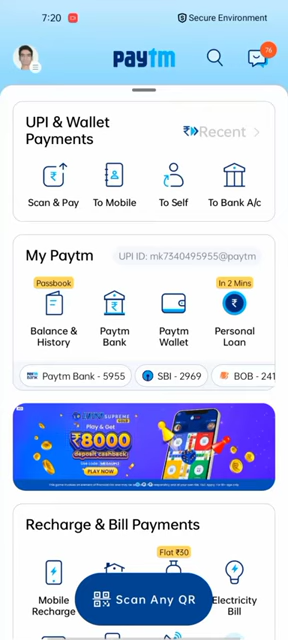 7:20
Secure Environment
paytm
76
UPI & Wallet
Payments
Recent
Scan & Pay
To Mobile
To Self
To Bank A/c
My Paytm
UPI ID: mk7340495955@paytm
Passbook
In 2 Mins
Balance &
History
Paytm
Bank
Paytm
Wallet
Personal
Loan
Paytm Bank - 5955
SBI - 2969
BOB - 241
SUPREME
Play & Get
₹8000
deposit cashback
PLAY NOW
Recharge & Bill Payments
Flat ₹50
Mobile
Recharge
Electricity
Bill
Scan Any QR